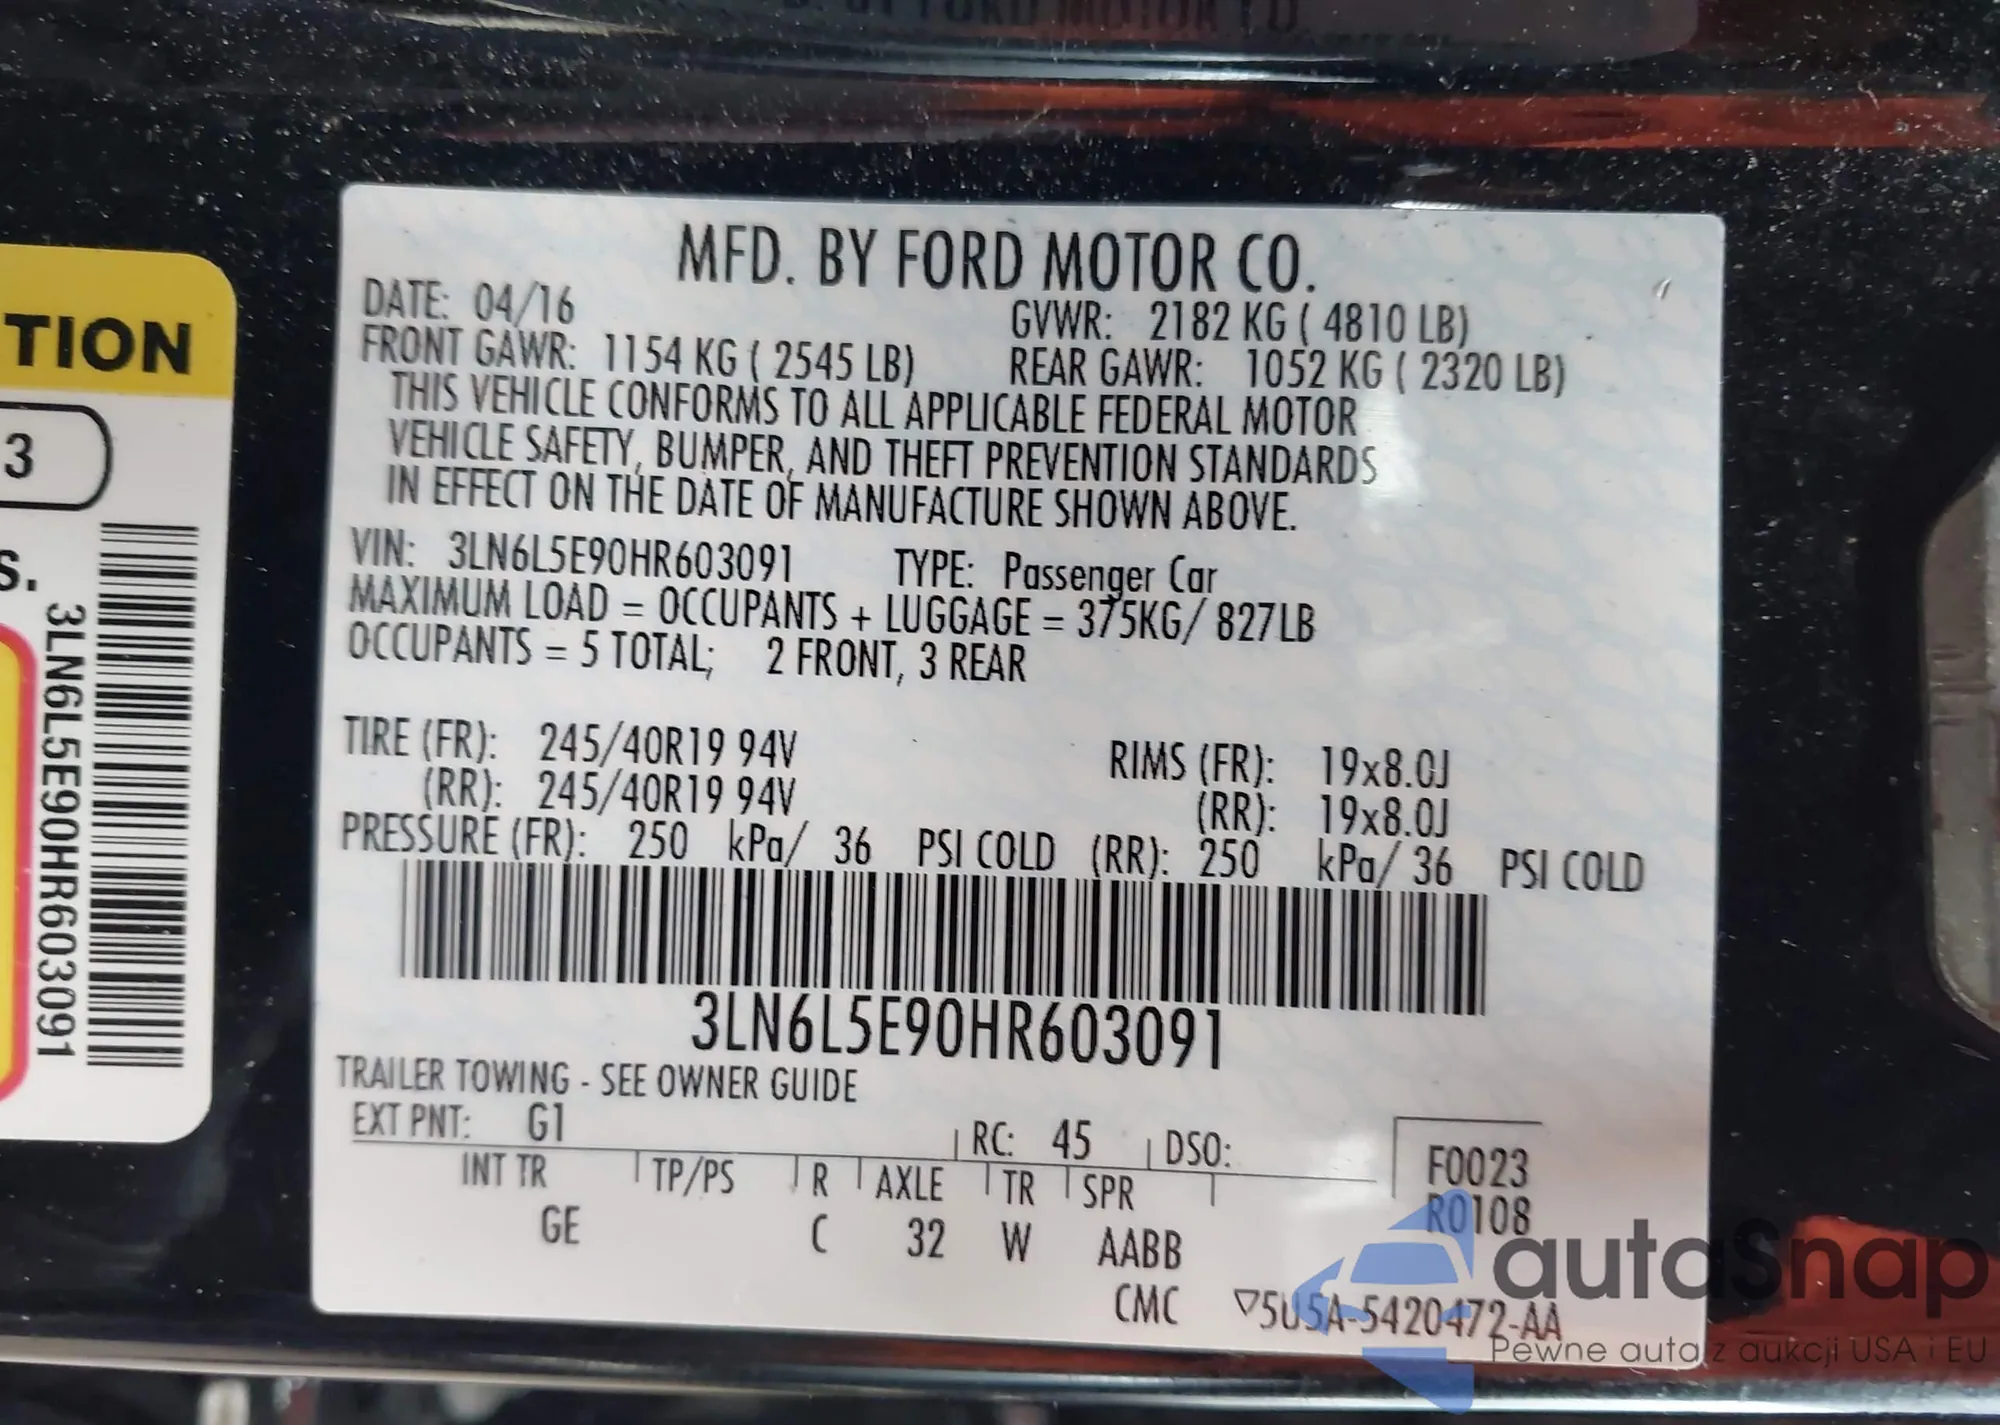 MOTOR CO.
MFD. BY FORD MOTOR CO.
DATE: 04/16 GVWR: 2182 KG ( 4810 LB)
FRONT GAWR: 1154 KG ( 2545 LB) REAR GAWR: 1052 KG ( 2320 LB)
THIS VEHICLE CONFORMS TO ALL APPLICABLE FEDERAL MOTOR
VEHICLE SAFETY, BUMPER, AND THEFT PREVENTION STANDARDS
IN EFFECT ON THE DATE OF MANUFACTURE SHOWN ABOVE.
VIN: 3LN6L5E90HR603091 TYPE: Passenger Car
MAXIMUM LOAD = OCCUPANTS + LUGGAGE = 375KG/ 827LB
OCCUPANTS = 5 TOTAL; 2 FRONT, 3 REAR
TIRE (FR): 245/40R19 94V RIMS (FR): 19x8.0J
(RR): 245/40R19 94V (RR): 19x8.0J
PRESSURE (FR): 250 kPa/ 36 PSI COLD (RR): 250 kPa/ 36 PSI COLD
3LN6L5E90HR603091
TRAILER TOWING - SEE OWNER GUIDE
EXT PNT: G1 RC: 45 DSO:
INT TR TP/PS R AXLE TR SPR
GE C 32 W AABB
F0023
R0108
CMC ▽5U5A-5420472-AA
TION
3
S.
3LN6L5E90HR603091
autoSnap
Pewne auta z aukcji USA i EU